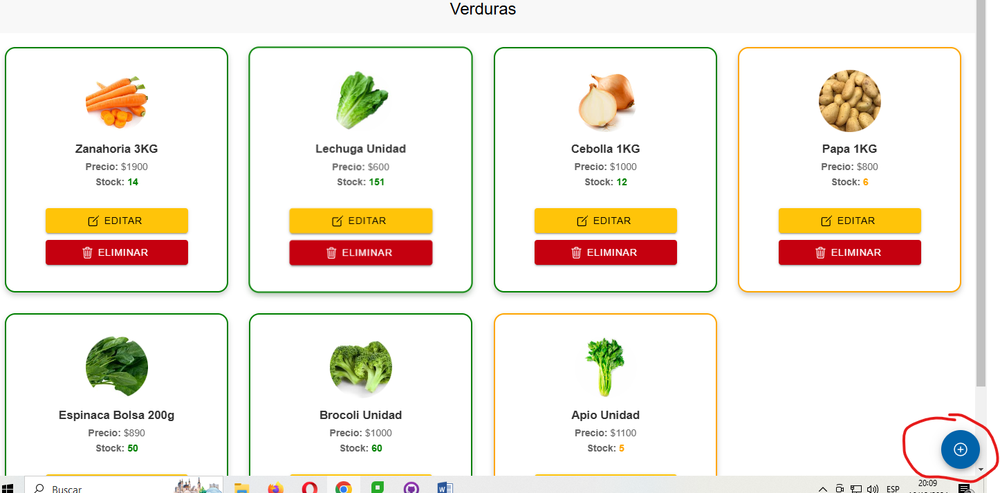 Verduras
Zanahoria 3KG
Precio: $1900
Stock: 14
EDITAR
ELIMINAR
Lechuga Unidad
Precio: $600
Stock: 151
EDITAR
ELIMINAR
Cebolla 1KG
Precio: $1000
Stock: 12
EDITAR
ELIMINAR
Papa 1KG
Precio: $800
Stock: 6
EDITAR
ELIMINAR
Espinaca Bolsa 200g
Precio: $890
Stock: 50
Brocoli Unidad
Precio: $1000
Stock: 60
Apio Unidad
Precio: $1100
Stock: 5
Buscar
ESP
20:09